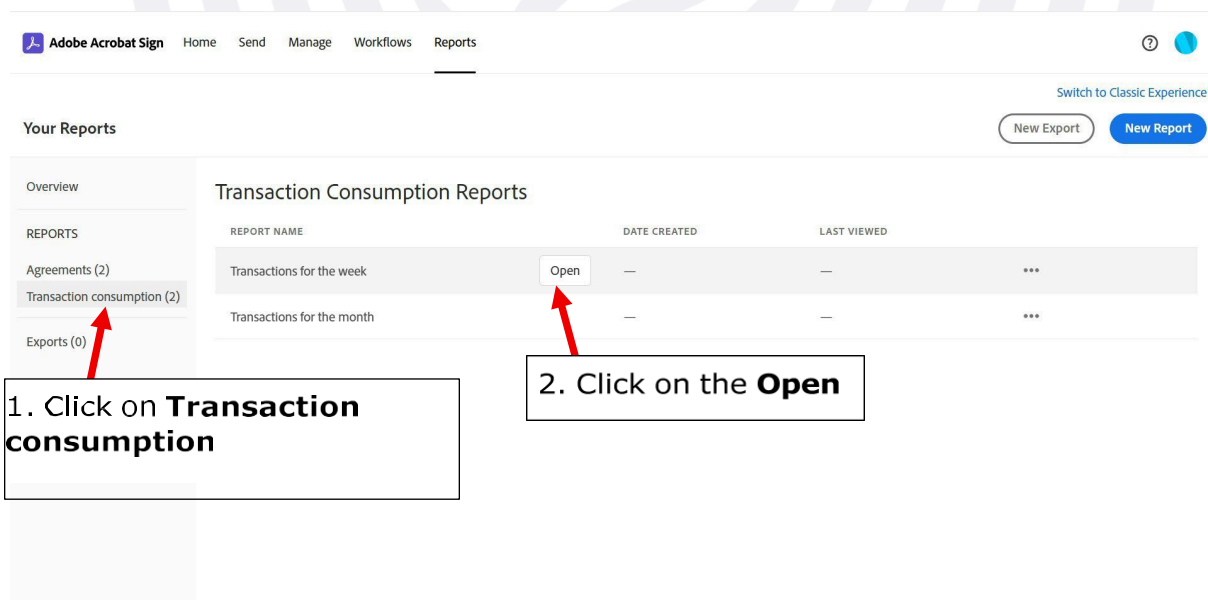 Adobe Acrobat Sign Home Send Manage Workflows Reports
Switch to Classic Experience
Your Reports New Export New Report
Overview
Transaction Consumption Reports
REPORTS
REPORT NAME DATE CREATED LAST VIEWED
Agreements (2)
Transactions for the week Open — — •••
Transaction consumption (2)
Transactions for the month — — •••
Exports (0)
1. Click on Transaction
consumption
2. Click on the Open